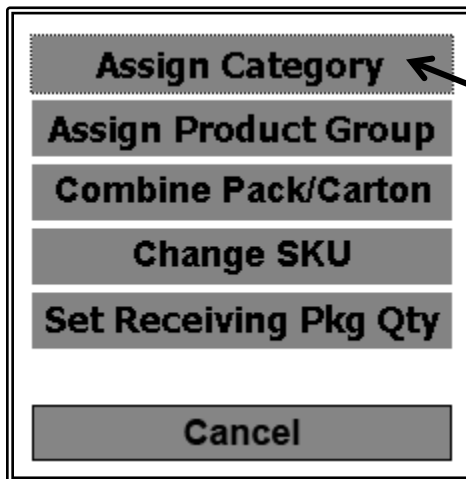 Assign Category
Assign Product Group
Combine Pack/Carton
Change SKU
Set Receiving Pkg Qty
Cancel